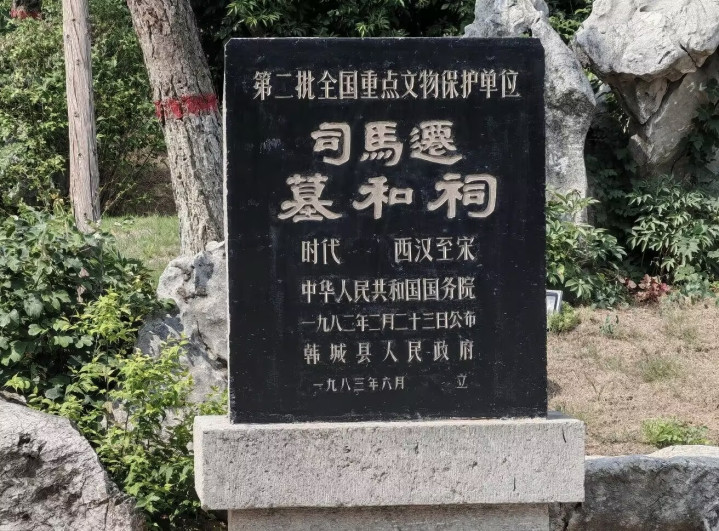 第二批全国重点文物保护单位
司馬遷
墓和祠
时代 西汉至宋
中华人民共和国国务院
一九八二年二月二十三日公布
韩城县人民政府
一九八三年六月 立